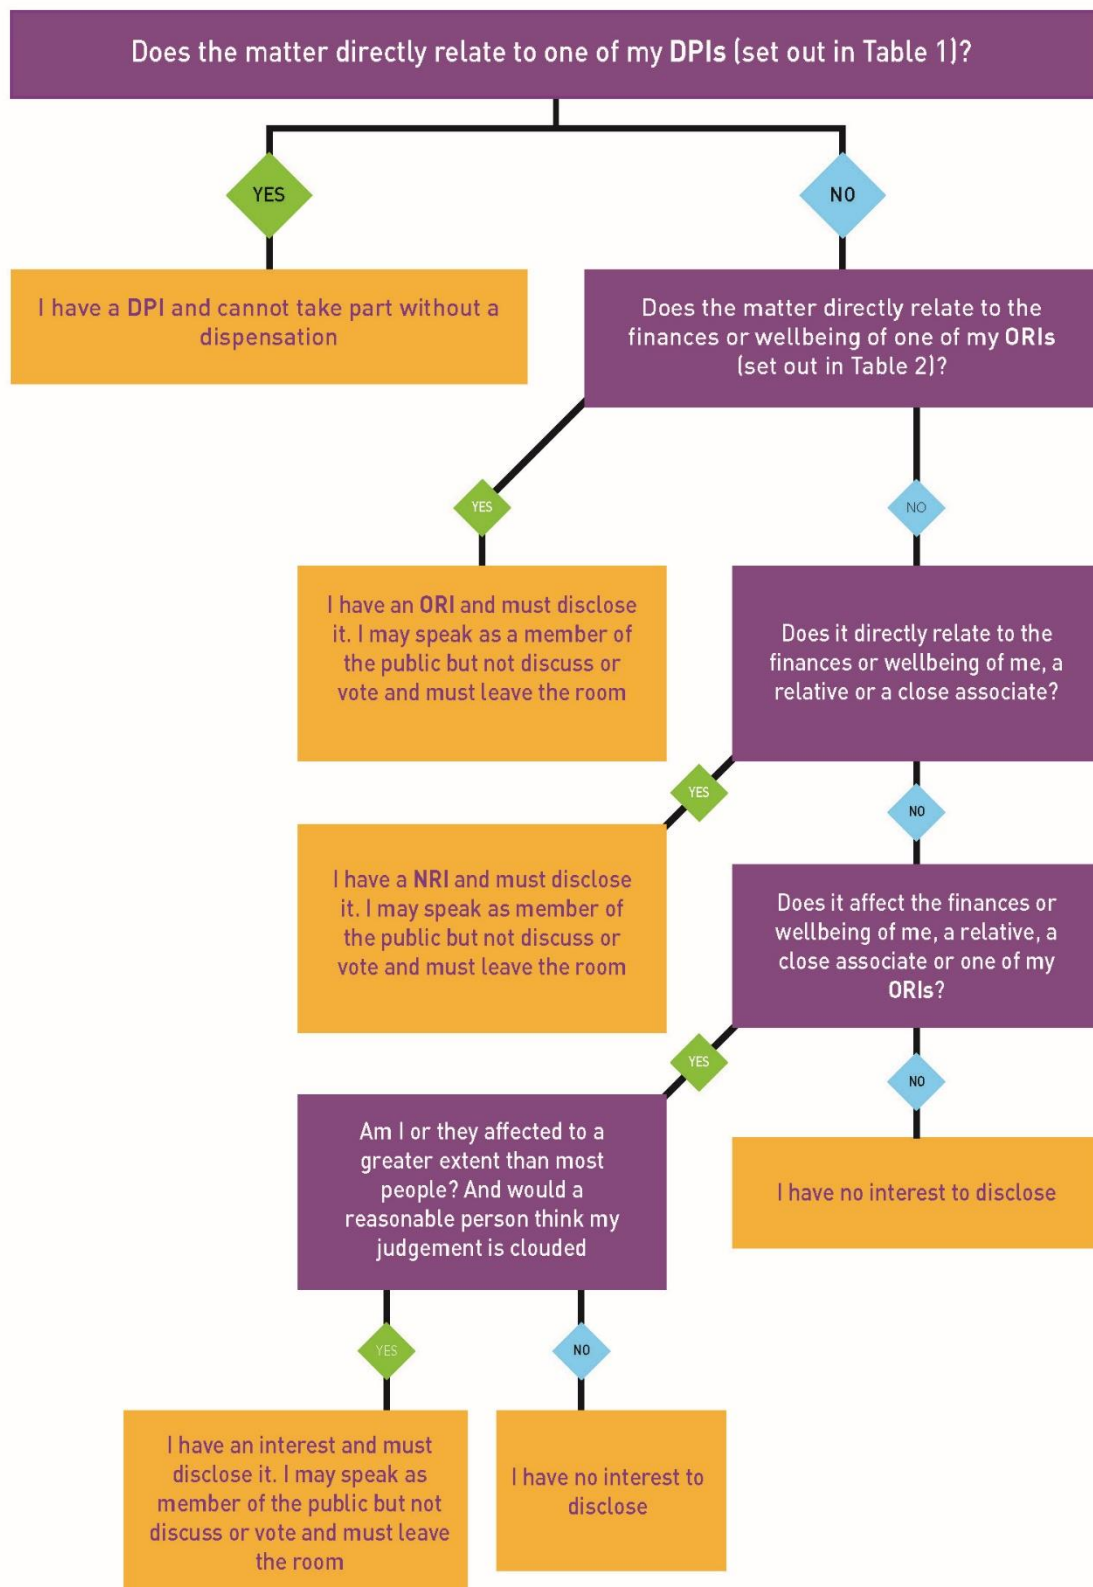 Does the matter directly relate to one of my DPIs (set out in Table 1)?
YES
NO
I have a DPI and cannot take part without a
dispensation
Does the matter directly relate to the
finances or wellbeing of one of my ORIs
(set out in Table 2)?
YES
NO
I have an ORI and must disclose
it. I may speak as a member of
the public but not discuss or
vote and must leave the room
Does it directly relate to the
finances or wellbeing of me, a
relative or a close associate?
YES
NO
I have a NRI and must disclose
it. I may speak as member of
the public but not discuss or
vote and must leave the room
Does it affect the finances or
wellbeing of me, a relative, a
close associate or one of my
ORIs?
YES
NO
Am I or they affected to a
greater extent than most
people? And would a
reasonable person think my
judgement is clouded
I have no interest to disclose
YES
NO
I have an interest and must
disclose it. I may speak as
member of the public but not
discuss or vote and must leave
the room
I have no interest to
disclose